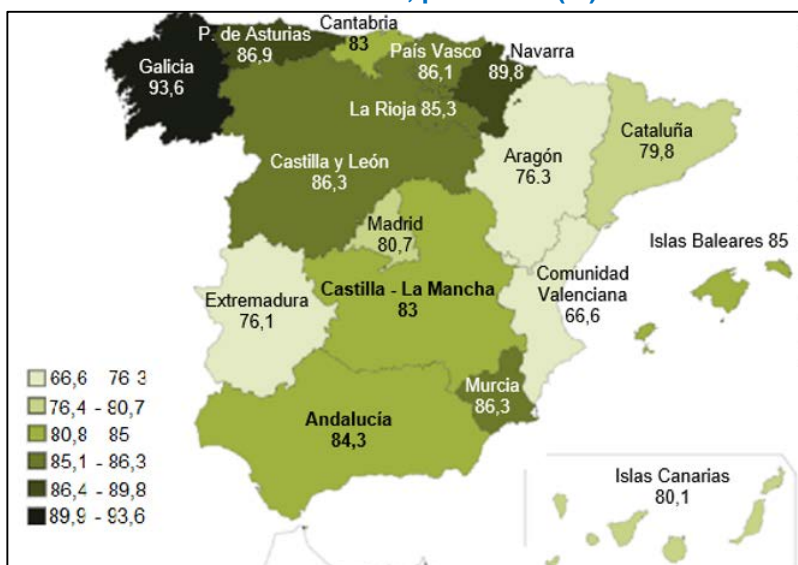 Cantabria
83
P. de Asturias
86,9
País Vasco
86,1
Navarra
89,8
Galicia
93,6
La Rioja 85,3
Cataluña
79,8
Aragón
76.3
Castilla y León
86,3
Madrid
80,7
Islas Baleares 85
Castilla - La Mancha
83
Comunidad
Valenciana
66,6
Extremadura
76,1
Murcia
86,3
Andalucía
84,3
Islas Canarias
80,1
66,6 76 3
76,4 - 80,7
80,8 85
85,1 - 86,3
86,4 - 89,8
89,9 - 93,6